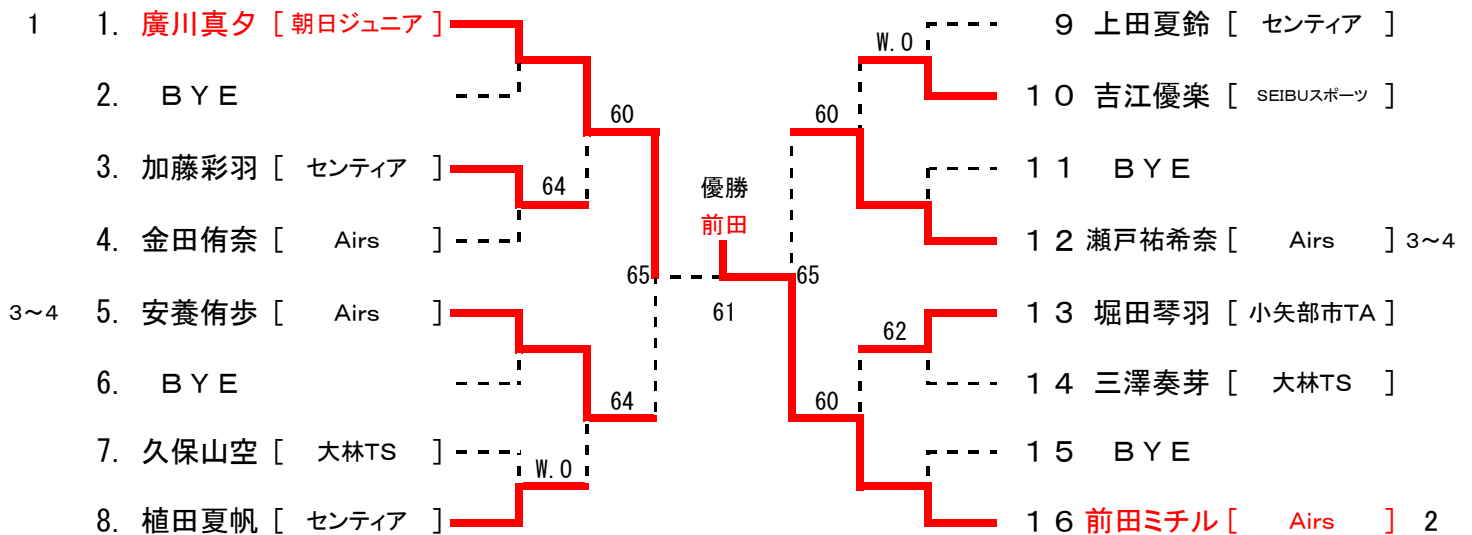 1 1. 廣川真夕 [ 朝日ジュニア ]
2. ＢＹＥ
60
3. 加藤彩羽 [ センティア ]
64
4. 金田侑奈 [ Airs ]
65
3～4 5. 安養侑歩 [ Airs ]
6. ＢＹＥ
64
7. 久保山空 [ 大林TS ]
W.O
8. 植田夏帆 [ センティア ]
優勝
前田
61
9 上田夏鈴 [ センティア ]
W.O
１０ 吉江優楽 [ SEIBUスポーツ ]
60
１１ ＢＹＥ
１２ 瀬戸祐希奈 [ Airs ] 3～4
65
１３ 堀田琴羽 [ 小矢部市TA ]
62
１４ 三澤奏芽 [ 大林TS ]
60
１５ ＢＹＥ
１６ 前田ミチル [ Airs ] 2